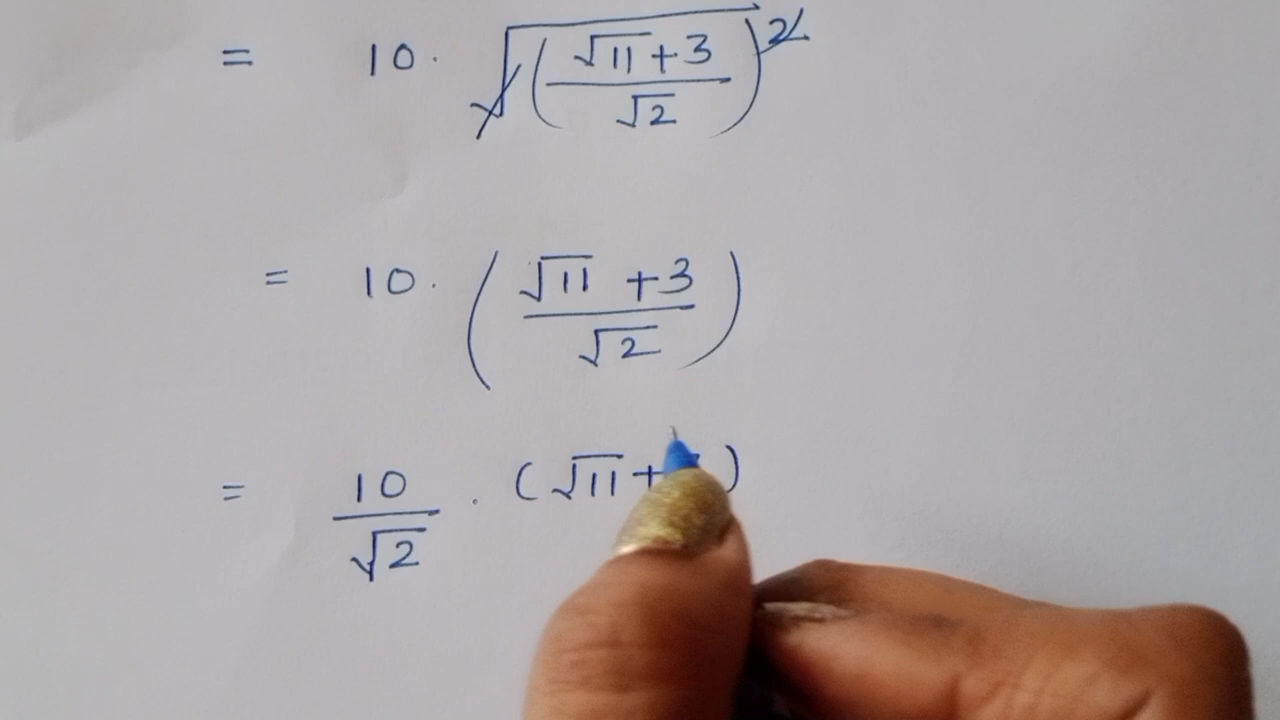 = 10 · √((√11 + 3)/√2)²
= 10 · ((√11 + 3)/√2)
= 10/√2 · (√11 + )